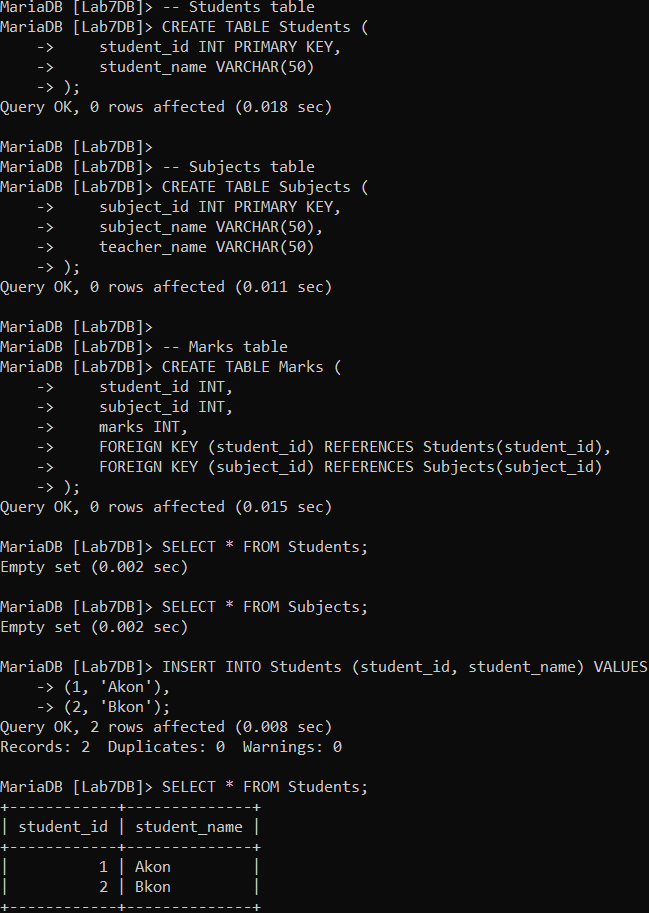 MariaDB [Lab7DB]> -- Students table
MariaDB [Lab7DB]> CREATE TABLE Students (
    ->     student_id INT PRIMARY KEY,
    ->     student_name VARCHAR(50)
    -> );
Query OK, 0 rows affected (0.018 sec)

MariaDB [Lab7DB]>
MariaDB [Lab7DB]> -- Subjects table
MariaDB [Lab7DB]> CREATE TABLE Subjects (
    ->     subject_id INT PRIMARY KEY,
    ->     subject_name VARCHAR(50),
    ->     teacher_name VARCHAR(50)
    -> );
Query OK, 0 rows affected (0.011 sec)

MariaDB [Lab7DB]>
MariaDB [Lab7DB]> -- Marks table
MariaDB [Lab7DB]> CREATE TABLE Marks (
    ->     student_id INT,
    ->     subject_id INT,
    ->     marks INT,
    ->     FOREIGN KEY (student_id) REFERENCES Students(student_id),
    ->     FOREIGN KEY (subject_id) REFERENCES Subjects(subject_id)
    -> );
Query OK, 0 rows affected (0.015 sec)

MariaDB [Lab7DB]> SELECT * FROM Students;
Empty set (0.002 sec)

MariaDB [Lab7DB]> SELECT * FROM Subjects;
Empty set (0.002 sec)

MariaDB [Lab7DB]> INSERT INTO Students (student_id, student_name) VALUES
    -> (1, 'Akon'),
    -> (2, 'Bkon');
Query OK, 2 rows affected (0.008 sec)
Records: 2  Duplicates: 0  Warnings: 0

MariaDB [Lab7DB]> SELECT * FROM Students;
+------------+--------------+
| student_id | student_name |
+------------+--------------+
|          1 | Akon         |
|          2 | Bkon         |
+------------+--------------+